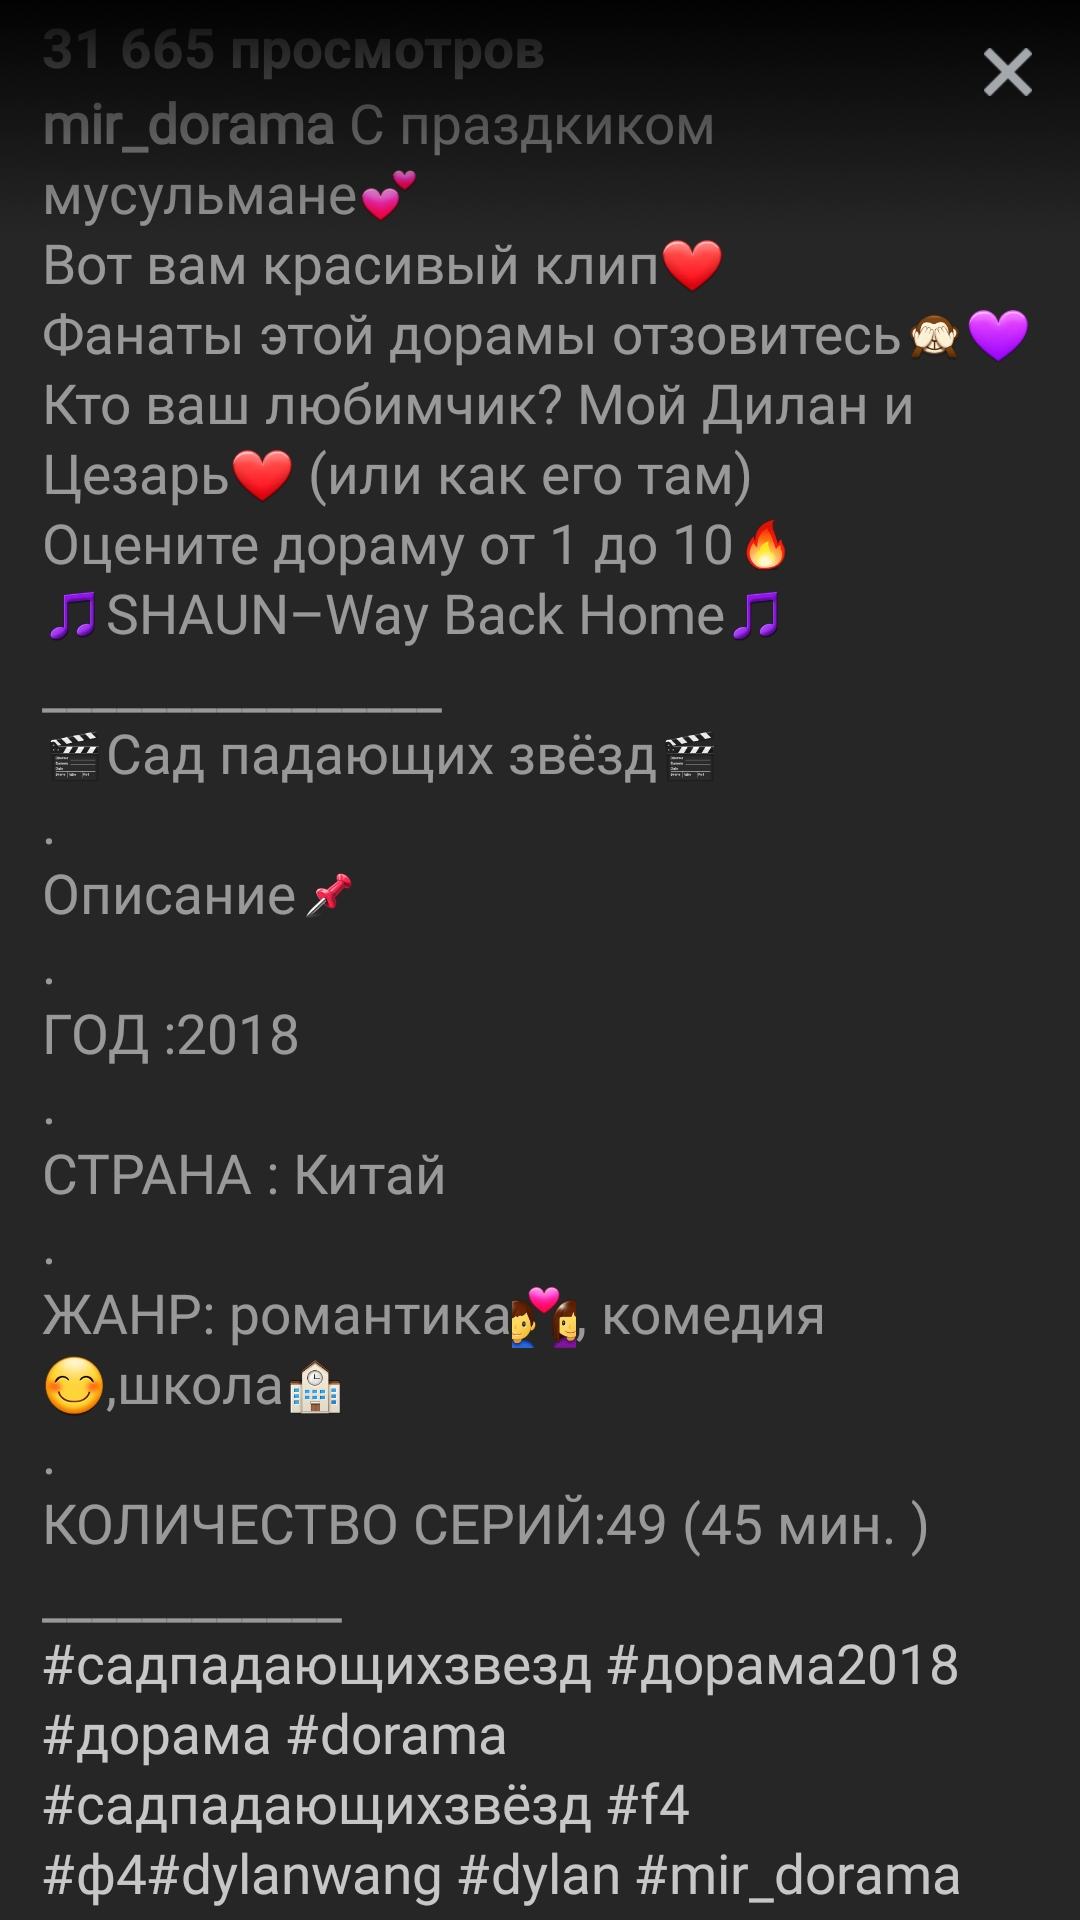 31 665 просмотров
mir_dorama С праздкиком
мусульмане💕
Вот вам красивый клип❤️
Фанаты этой дорамы отзовитесь🙈💜
Кто ваш любимчик? Мой Дилан и
Цезарь❤️ (или как его там)
Оцените дораму от 1 до 10🔥
🎵SHAUN–Way Back Home🎵
________________
🎬Сад падающих звёзд🎬
.
Описание📌
.
ГОД :2018
.
СТРАНА : Китай
.
ЖАНР: романтика💑, комедия
😊,школа🏫
.
КОЛИЧЕСТВО СЕРИЙ:49 (45 мин. )
____________
#садпадающихзвезд #дорама2018
#дорама #dorama
#садпадающихзвёзд #f4
#ф4#dylanwang #dylan #mir_dorama